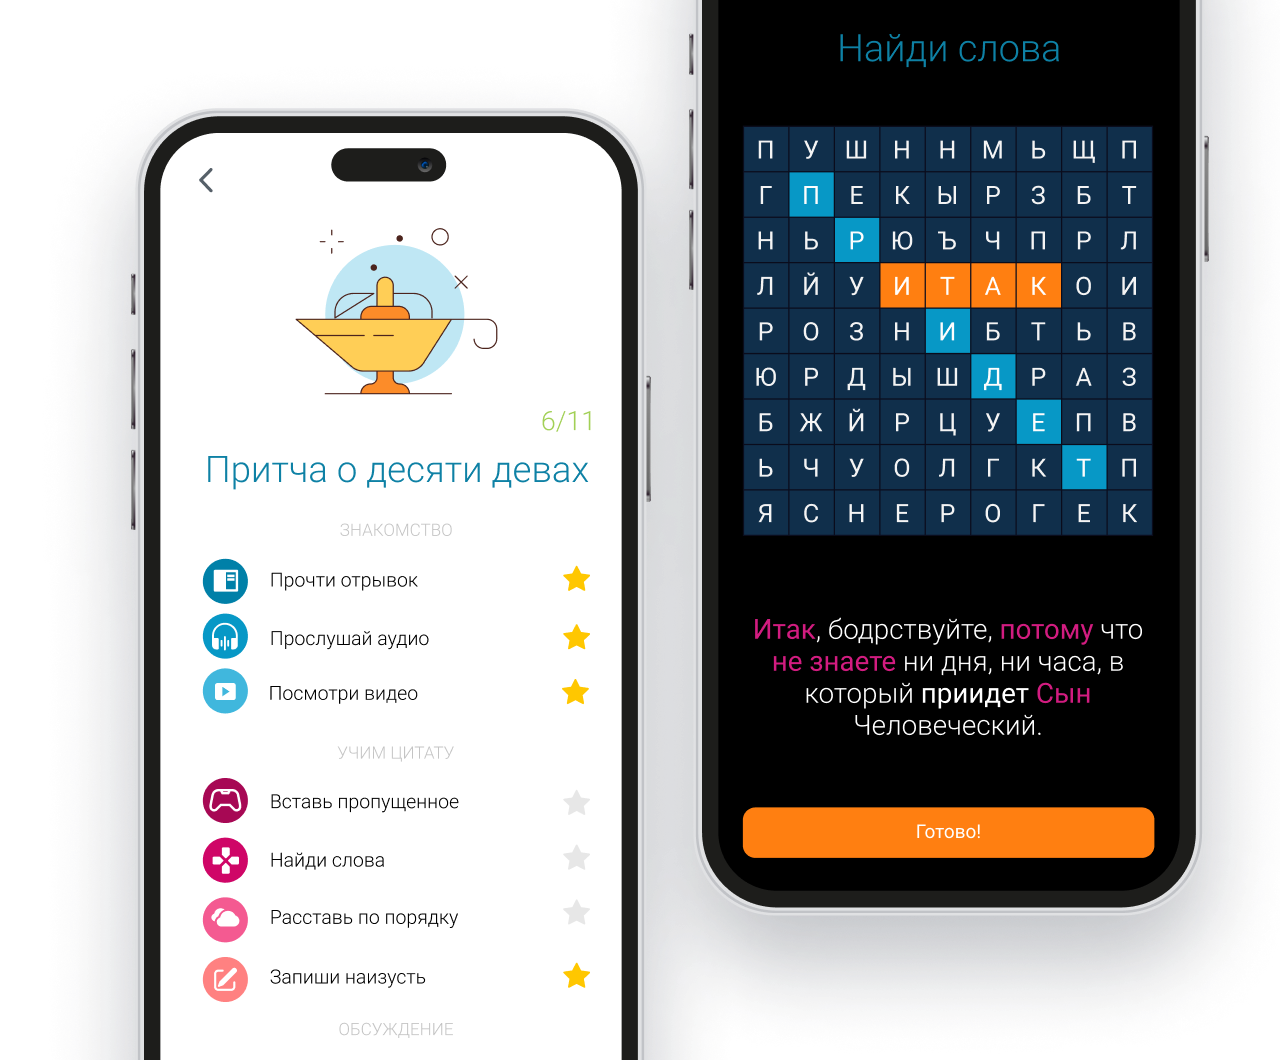 6/11
Притча о десяти девах
ЗНАКОМСТВО
Прочти отрывок
Прослушай аудио
Посмотри видео
УЧИМ ЦИТАТУ
Вставь пропущенное
Найди слова
Расставь по порядку
Запиши наизусть
ОБСУЖДЕНИЕ
Найди слова
П У Ш Н Н М Ь Щ П
Г П Е К Ы Р З Б Т
Н Ь Р Ю Ъ Ч П Р Л
Л Й У И Т А К О И
Р О З Н И Б Т Ь В
Ю Р Д Ы Ш Д Р А З
Б Ж Й Р Ц У Е П В
Ь Ч У О Л Г К Т П
Я С Н Е Р О Г Е К
Итак, бодрствуйте, потому что
не знаете ни дня, ни часа, в
который приидет Сын
Человеческий.
Готово!